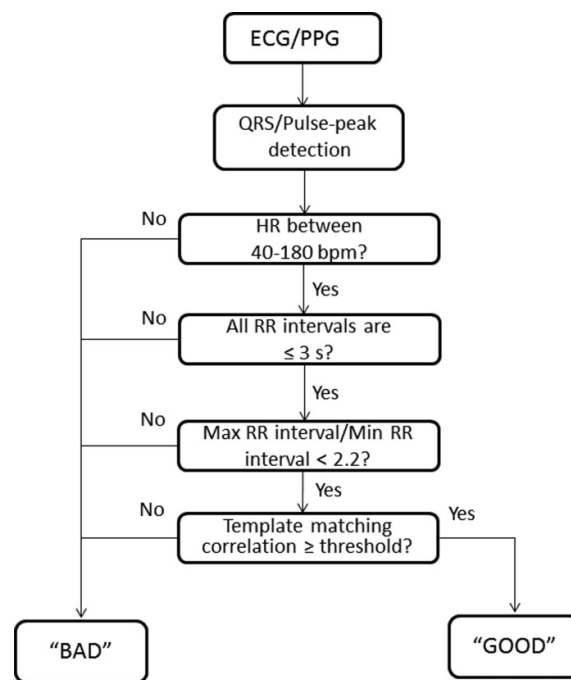 ECG/PPG
QRS/Pulse-peak
detection
No
HR between
40-180 bpm?
Yes
No
All RR intervals are
≤ 3 s?
Yes
No
Max RR interval/Min RR
interval < 2.2?
Yes
No
Template matching
correlation ≥ threshold?
Yes
“BAD”
“GOOD”